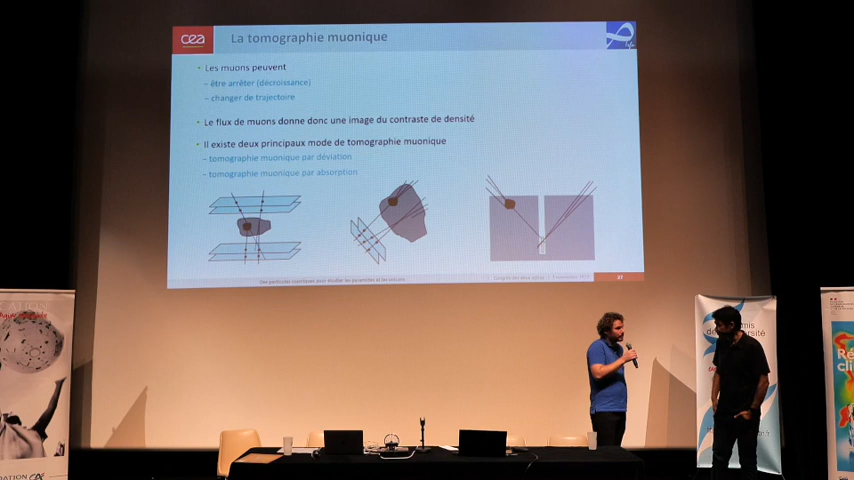 cea
La tomographie muonique
• Les muons peuvent
– être arrêter (décroissance)
– changer de trajectoire
• Le flux de muons donne donc une image du contraste de densité
• Il existe deux principaux mode de tomographie muonique
– tomographie muonique par déviation
– tomographie muonique par absorption
Des particules cosmiques pour étudier les pyramides et les volcans